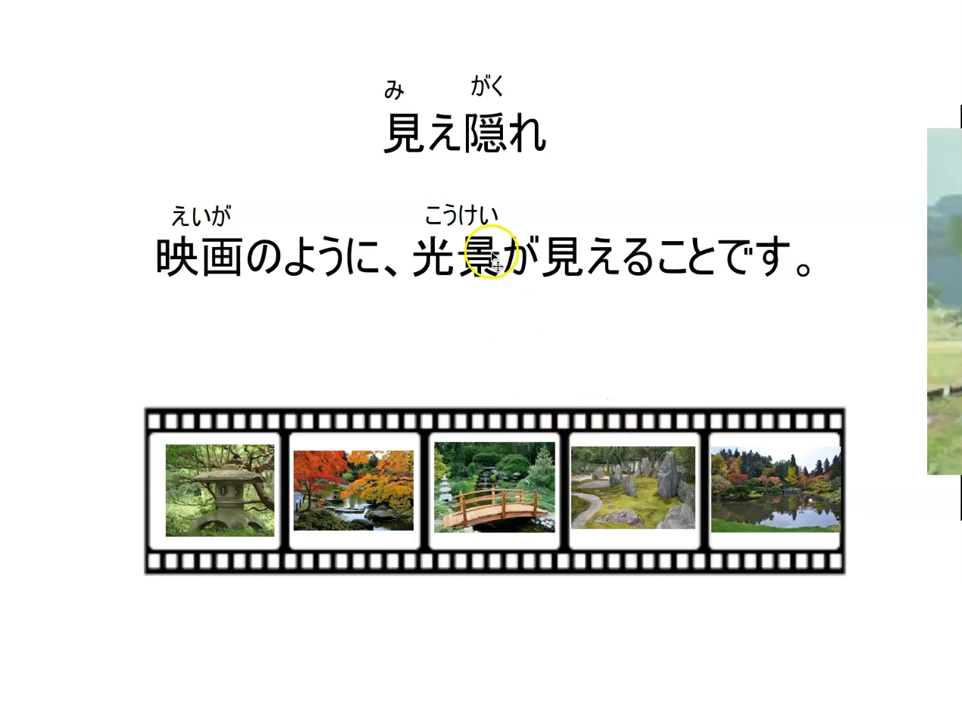 み がく
見え隠れ
えいが こうけい
映画のように、光景が見えることです。